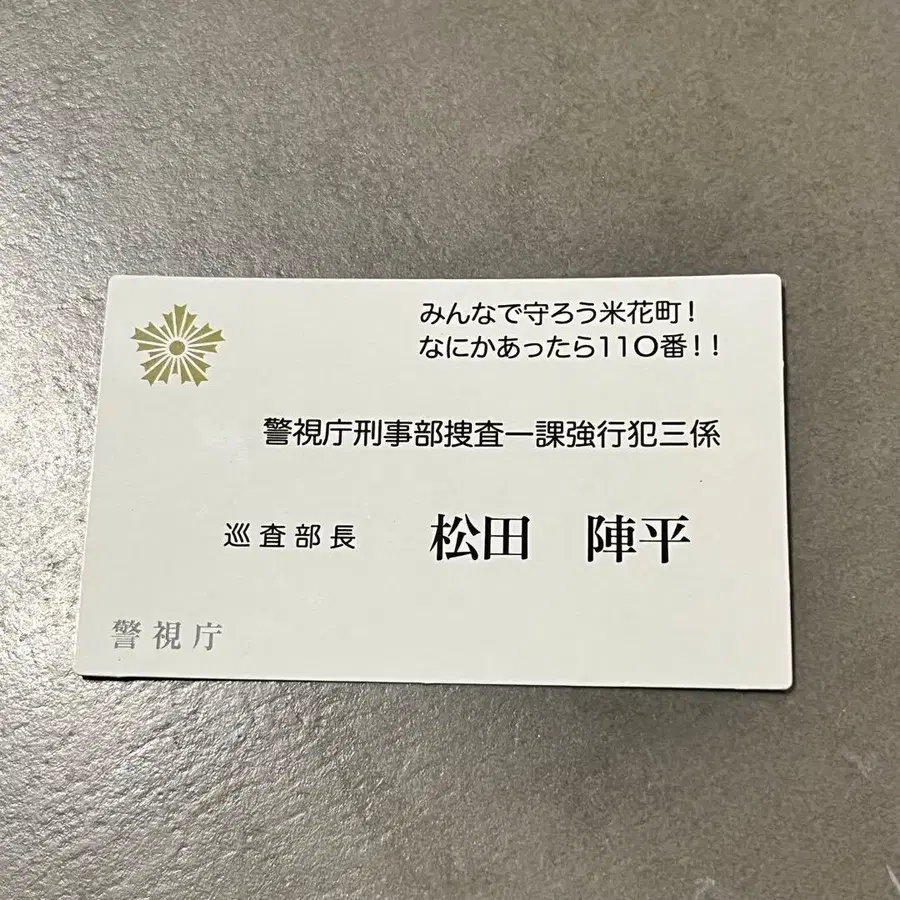 みんなで守ろう米花町！
なにかあったら110番！！
警視庁刑事部捜査一課強行犯三係
巡査部長　松田　陣平
警視庁